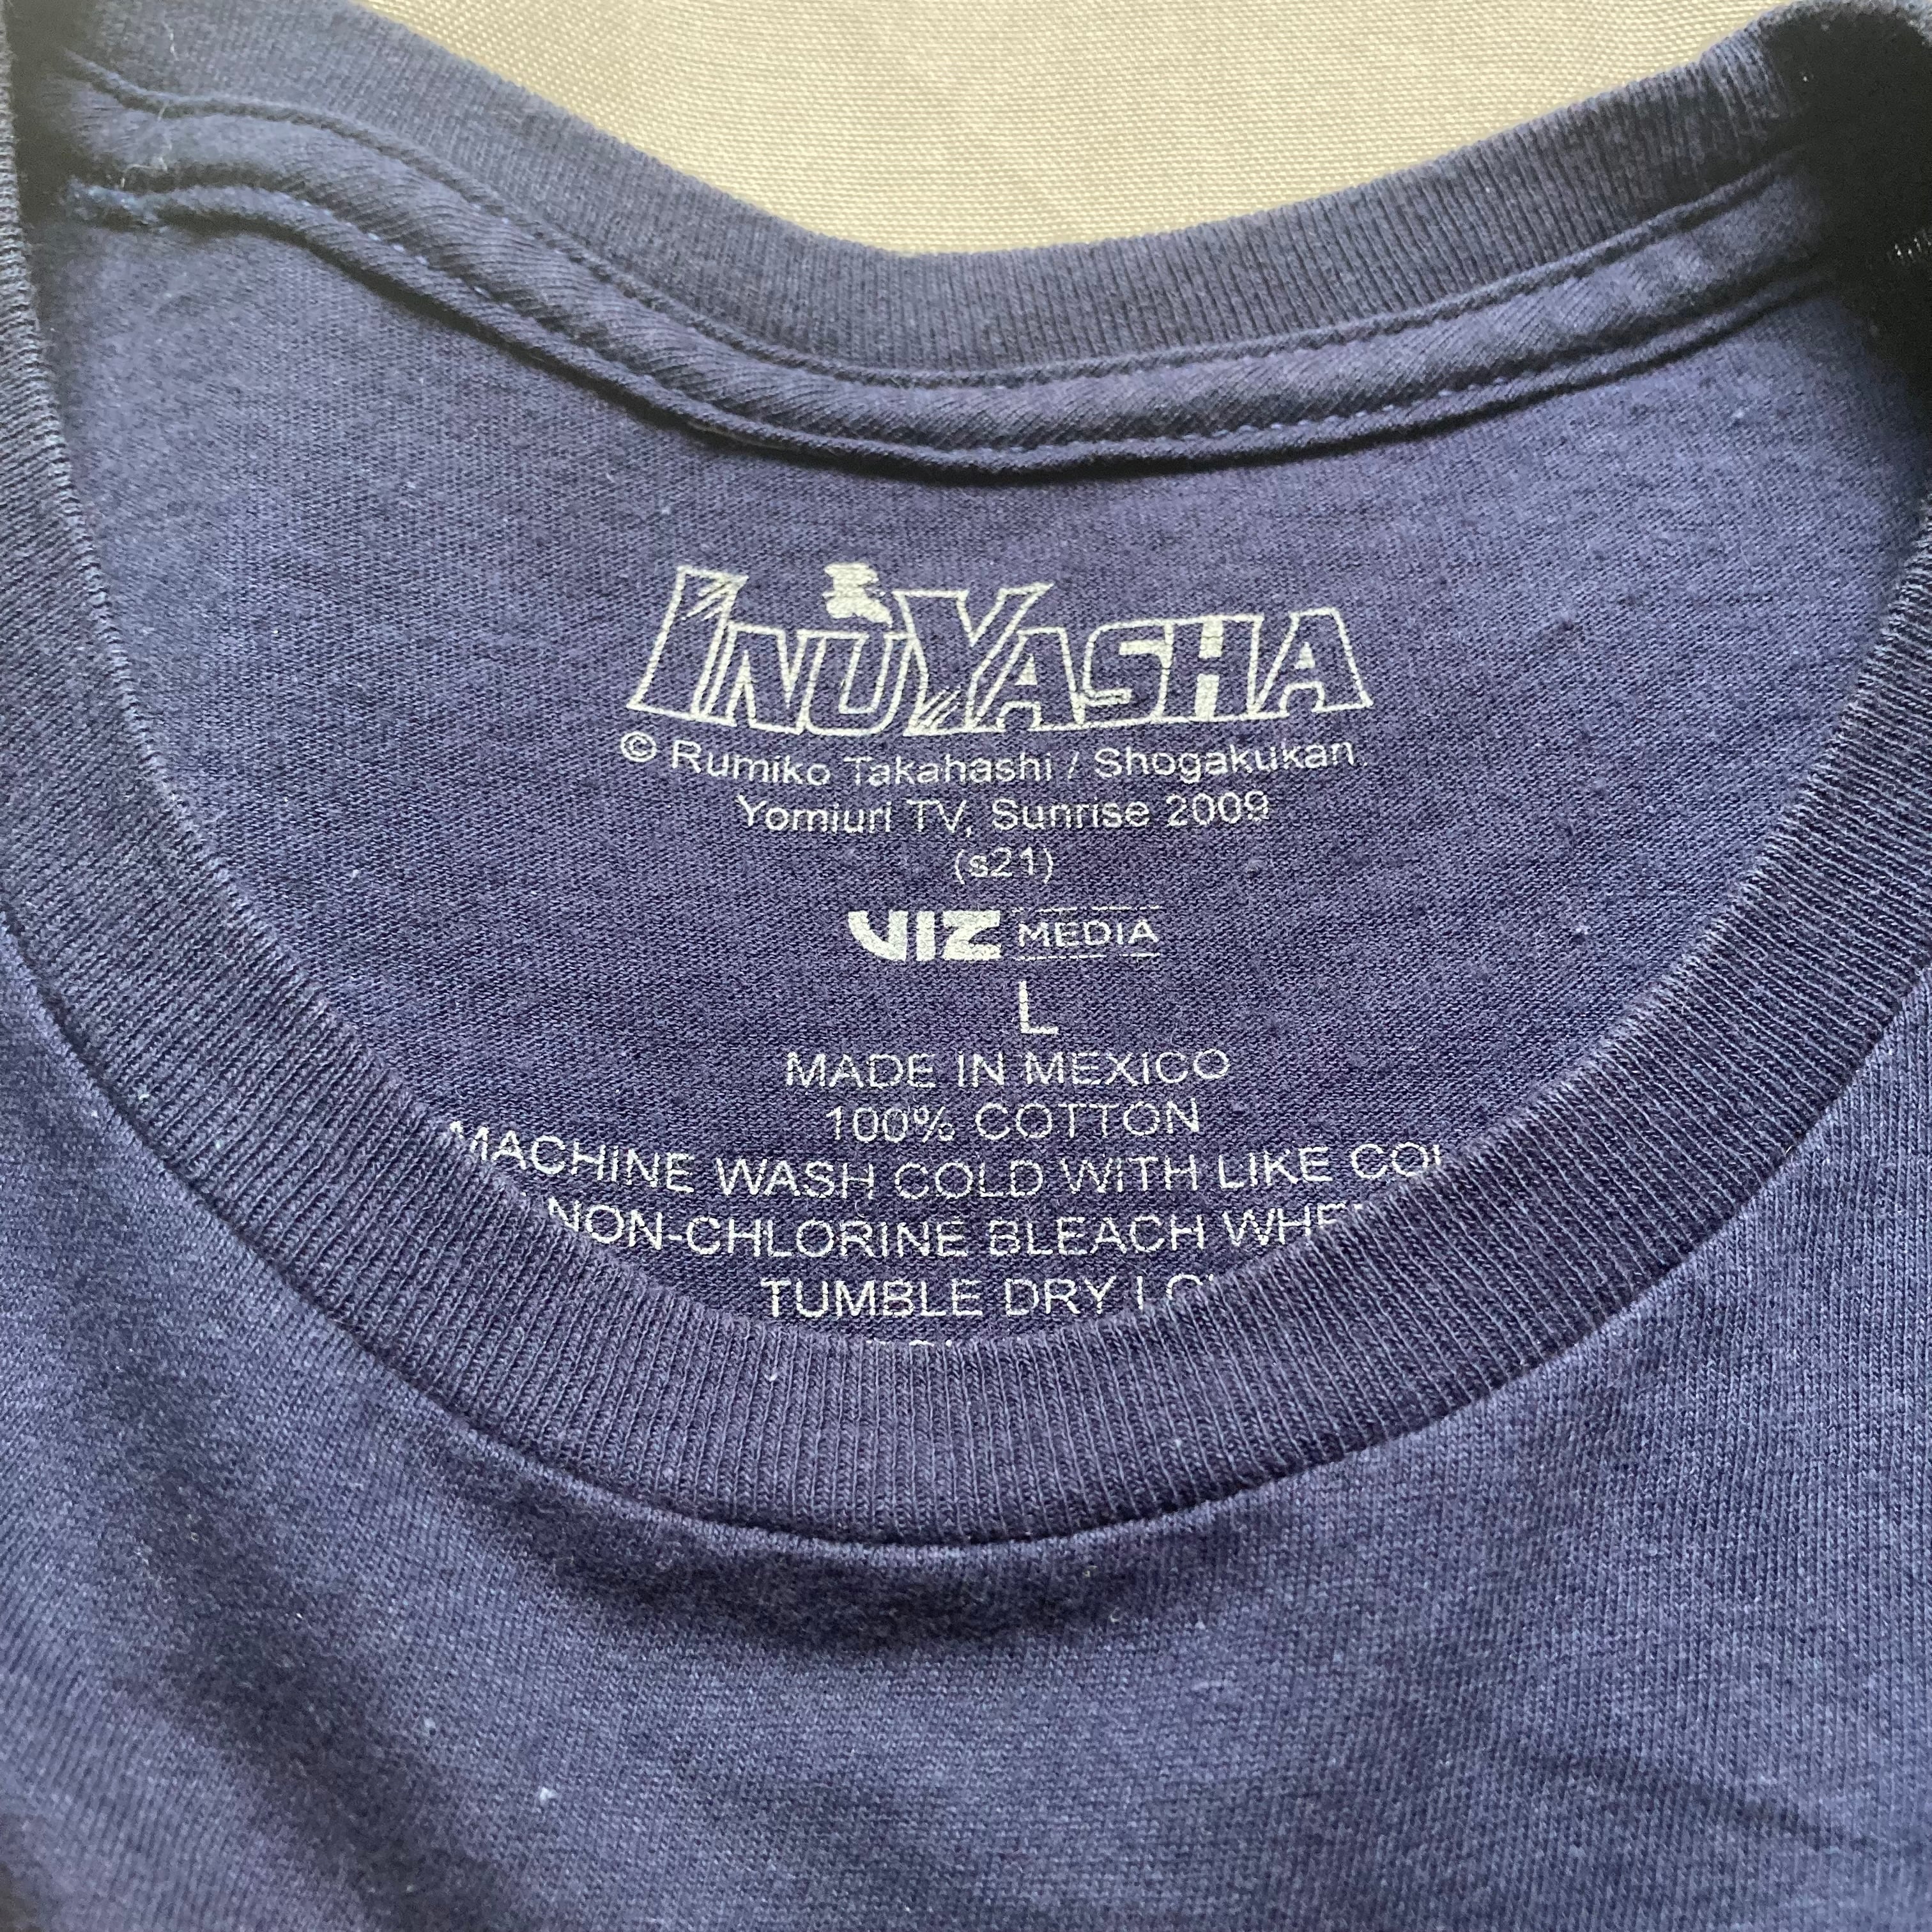 INUYASHA
© Rumiko Takahashi / Shogakukan
Yomiuri TV, Sunrise 2009
(s21)
VIZ MEDIA
L
MADE IN MEXICO
100% COTTON
MACHINE WASH COLD WITH LIKE
NON-CHLORINE BLEACH
TUMBLE DRY